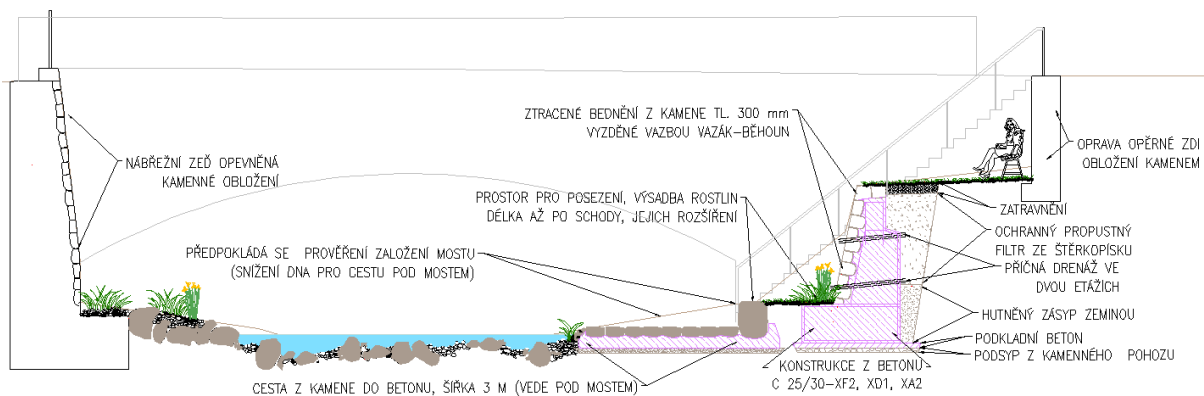 ZTRACENÉ BEDNĚNÍ Z KAMENE TL. 300 mm
VYZDĚNÉ VAZBOU VAZÁK-BĚHOUN
OPRAVA OPĚRNÉ ZDI
OBLOŽENÍ KAMENEM
NÁBŘEŽNÍ ZEĎ OPEVNĚNÁ
KAMENNÉ OBLOŽENÍ
PROSTOR PRO POSEZENÍ, VÝSADBA ROSTLIN
DÉLKA AŽ PO SCHODY, JEJICH ROZŠÍŘENÍ
ZATRAVNĚNÍ
OCHRANNÝ PROPUSTNÝ
FILTR ZE ŠTĚRKOPÍSKU
PŘEDPOKLÁDÁ SE PROVĚŘENÍ ZALOŽENÍ MOSTU
(SNÍŽENÍ DNA PRO CESTU POD MOSTEM)
PŘÍČNÁ DRENÁŽ VE
DVOU ETÁŽÍCH
HUTNĚNÝ ZÁSYP ZEMINOU
PODKLADNÍ BETON
PODSYP Z KAMENNÉHO POHOZU
KONSTRUKCE Z BETONU
C 25/30-XF2, XD1, XA2
CESTA Z KAMENE DO BETONU, ŠÍŘKA 3 M (VEDE POD MOSTEM)